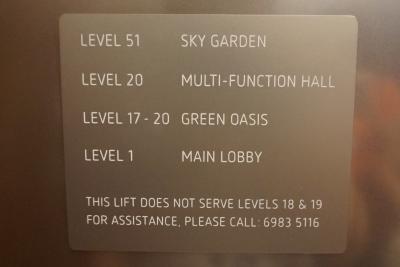 LEVEL 51 SKY GARDEN
LEVEL 20 MULTI-FUNCTION HALL
LEVEL 17 - 20 GREEN OASIS
LEVEL 1 MAIN LOBBY
THIS LIFT DOES NOT SERVE LEVELS 18 & 19
FOR ASSISTANCE, PLEASE CALL: 6983 5116